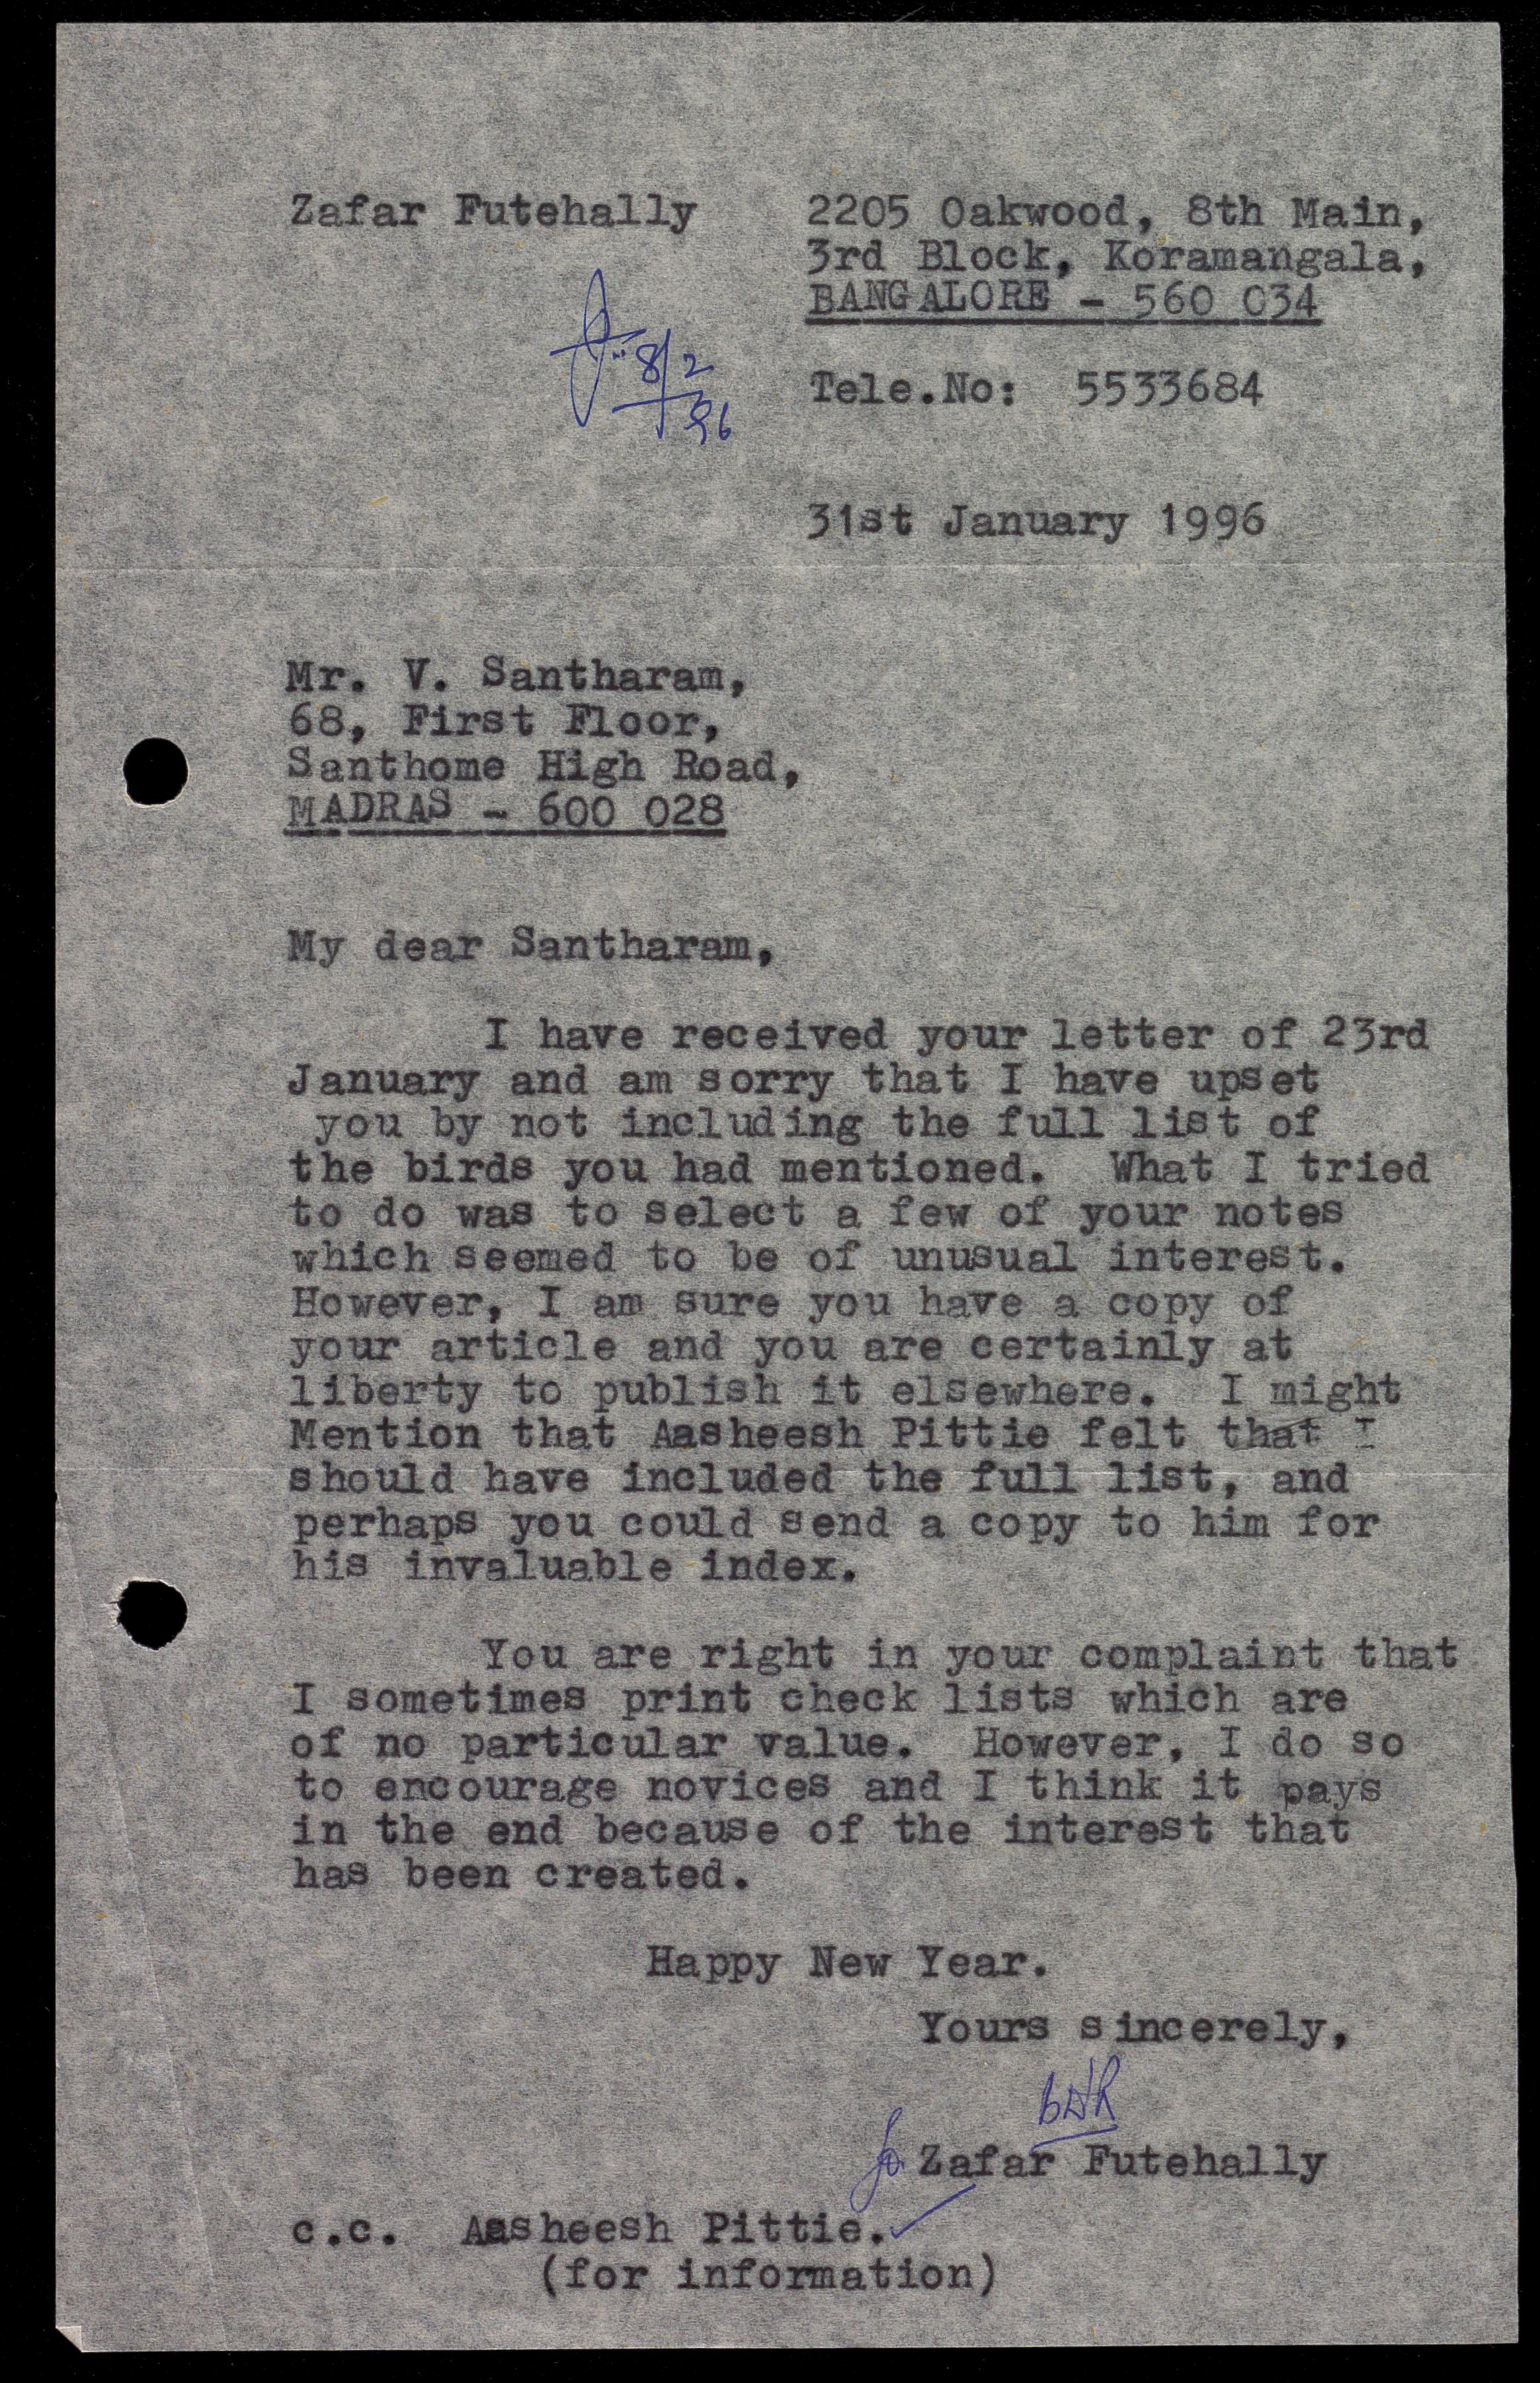 Zafar Futehally
2205 Oakwood, 8th Main,
3rd Block, Koramangala,
BANGALORE - 560 034
8/2
96
Tele.No: 5533684
31st January 1996
Mr. V. Santharam,
68, First Floor,
Santhome High Road,
MADRAS - 600 028
My dear Santharam,
I have received your letter of 23rd
January and am sorry that I have upset
you by not including the full list of
the birds you had mentioned. What I tried
to do was to select a few of your notes
which seemed to be of unusual interest.
However, I am sure you have a copy of
your article and you are certainly at
liberty to publish it elsewhere. I might
Mention that Aasheesh Pittie felt that I
should have included the full list, and
perhaps you could send a copy to him for
his invaluable index.
You are right in your complaint that
I sometimes print check lists which are
of no particular value. However, I do so
to encourage novices and I think it pays
in the end because of the interest that
has been created.
Happy New Year.
Yours sincerely,
Zafar Futehally
c.c. Aasheesh Pittie.
(for information)